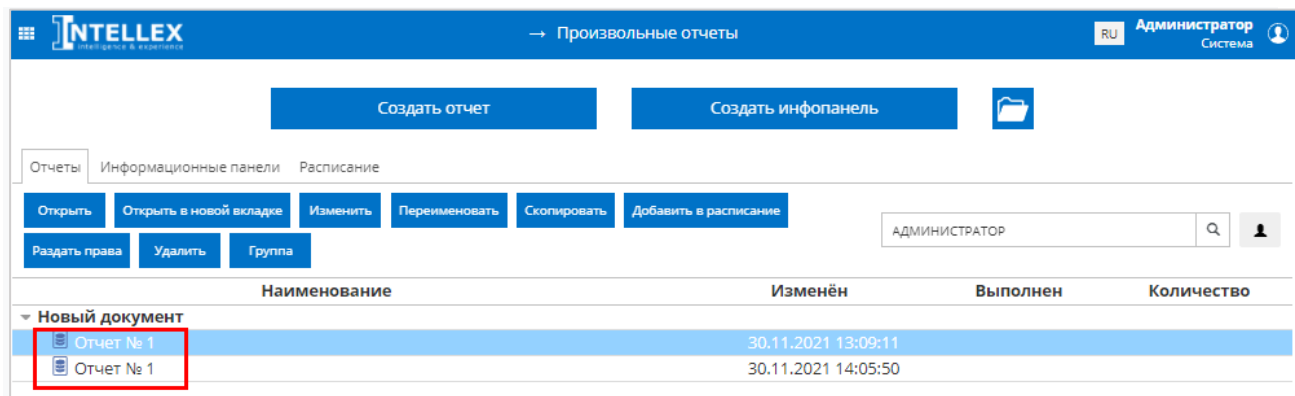 INTELLEX
intelligence & experience
→ Произвольные отчеты
RU
Администратор
Система
Создать отчет
Создать инфопанель
Отчеты Информационные панели Расписание
Открыть Открыть в новой вкладке Изменить Переименовать Скопировать Добавить в расписание
АДМИНИСТРАТОР
Раздать права Удалить Группа
Наименование Изменён Выполнен Количество
Новый документ
Отчет № 1 30.11.2021 13:09:11
Отчет № 1 30.11.2021 14:05:50